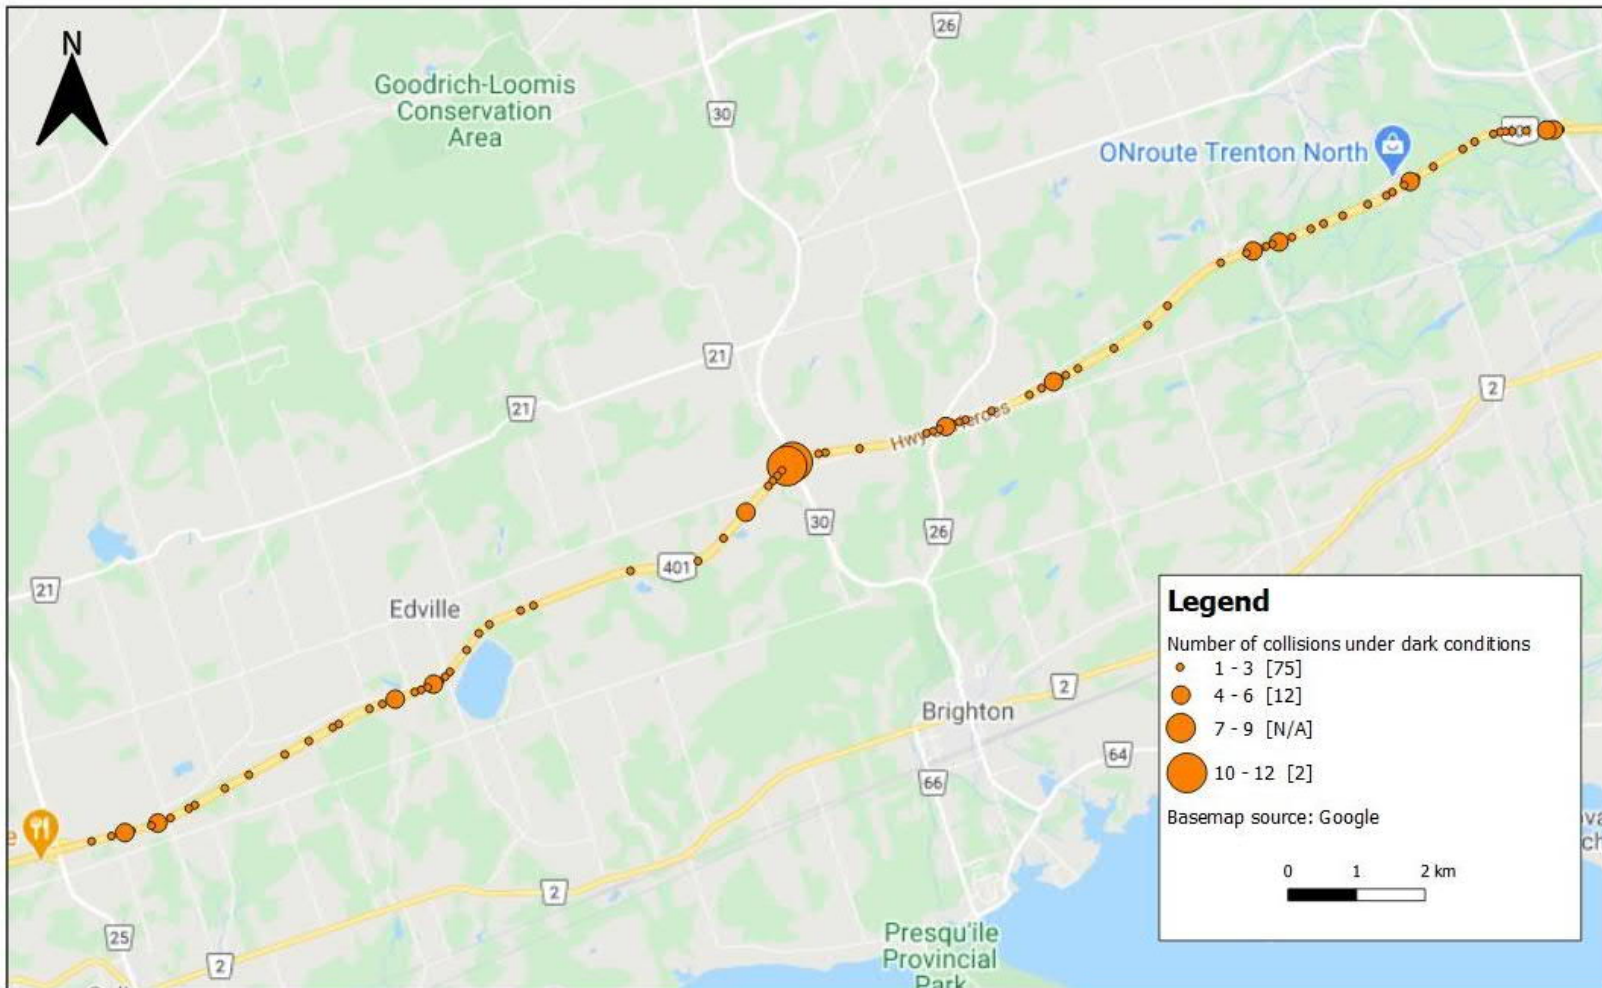 N
26
Goodrich-Loomis
Conservation
Area
30
ONroute Trenton North
21
2
21
Hwy
30
26
401
21
Edville
Legend
Number of collisions under dark conditions
1 - 3 [75]
4 - 6 [12]
7 - 9 [N/A]
10 - 12 [2]
Basemap source: Google
0 1 2 km
2
Brighton
64
66
e
2
25
2
Presqu'ile
Provincial
Park